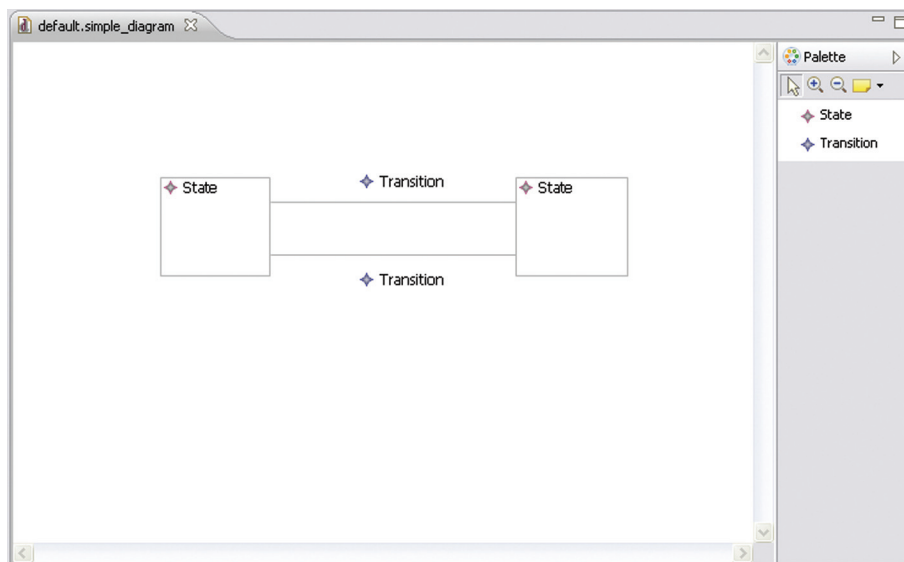 default.simple_diagram
Palette
State
Transition
State
Transition
State
Transition